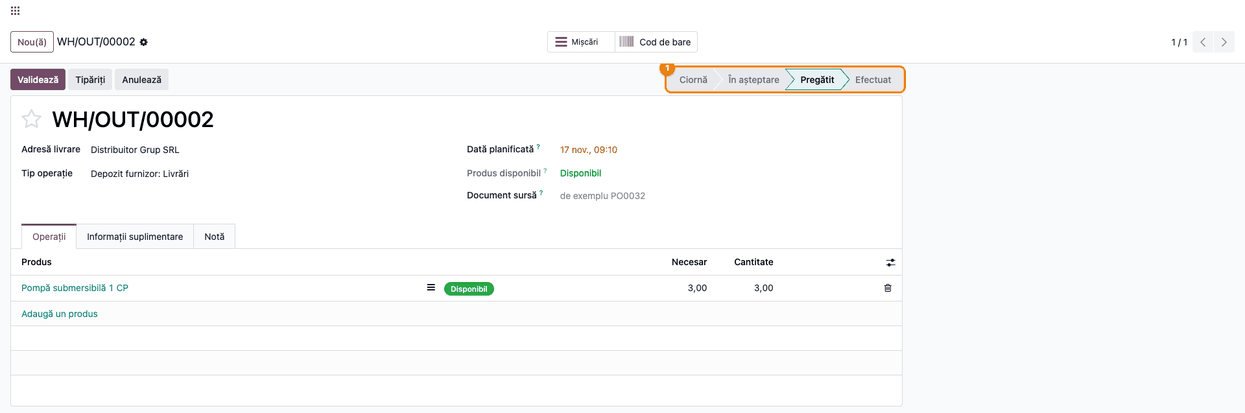 Nou(ă) WH/OUT/00002 Mișcări Cod de bare 1 / 1
Validează Tipăriți Anulează 1 Ciornă În așteptare Pregătit Efectuat
WH/OUT/00002
Adresă livrare Distribuitor Grup SRL Dată planificată ? 17 nov., 09:10
Tip operație Depozit furnizor: Livrări Produs disponibil ? Disponibil
Document sursă ? de exemplu PO0032
Operații Informații suplimentare Notă
Produs Necesar Cantitate
Pompă submersibilă 1 CP Disponibil 3,00 3,00
Adaugă un produs